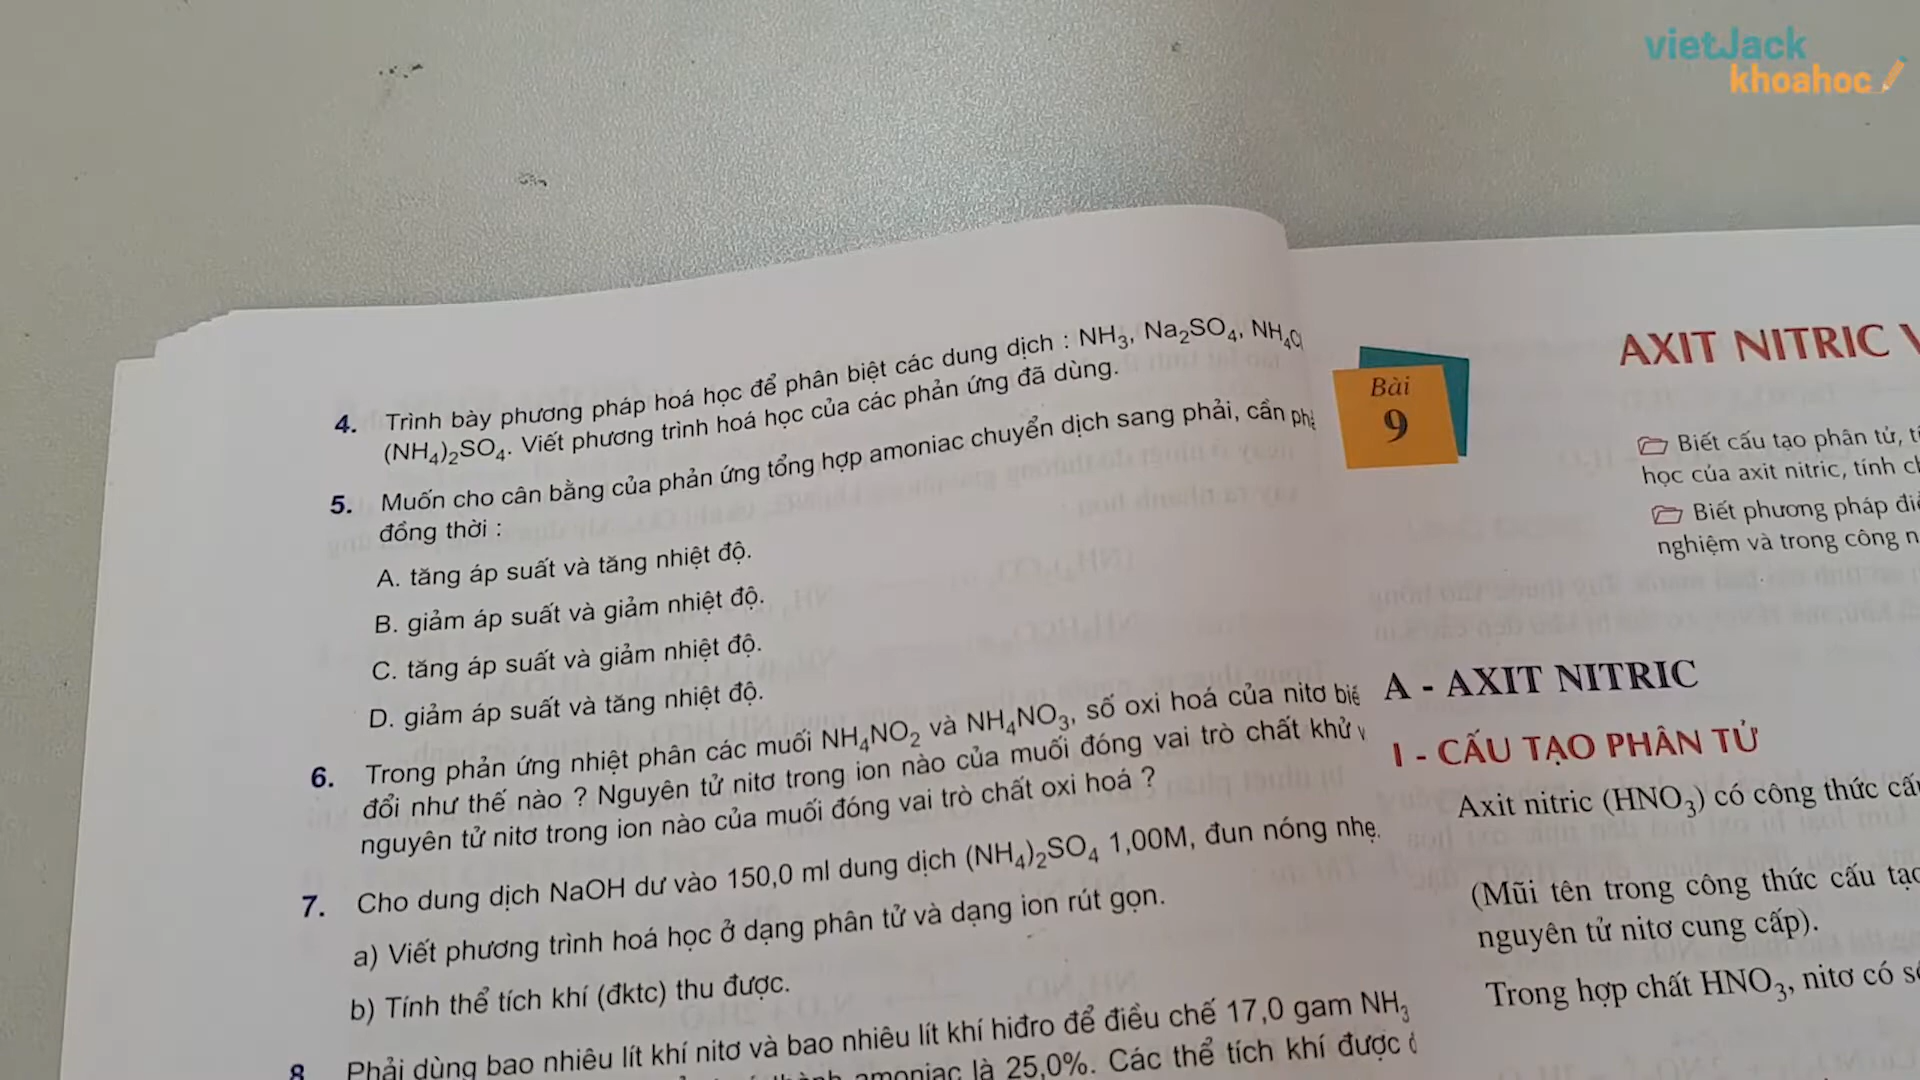 vietJack
khoahoc
4. Trình bày phương pháp hoá học để phân biệt các dung dịch : NH₃, Na₂SO₄, NH₄C
(NH₄)₂SO₄. Viết phương trình hoá học của các phản ứng đã dùng.
5. Muốn cho cân bằng của phản ứng tổng hợp amoniac chuyển dịch sang phải, cần
đồng thời :
A. tăng áp suất và tăng nhiệt độ.
B. giảm áp suất và giảm nhiệt độ.
C. tăng áp suất và giảm nhiệt độ.
D. giảm áp suất và tăng nhiệt độ.
6. Trong phản ứng nhiệt phân các muối NH₄NO₂ và NH₄NO₃, số oxi hoá của nitơ
đổi như thế nào ? Nguyên tử nitơ trong ion nào của muối đóng vai trò chất khử
nguyên tử nitơ trong ion nào của muối đóng vai trò chất oxi hoá ?
7. Cho dung dịch NaOH dư vào 150,0 ml dung dịch (NH₄)₂SO₄ 1,00M, đun nóng nhẹ.
a) Viết phương trình hoá học ở dạng phân tử và dạng ion rút gọn.
b) Tính thể tích khí (đktc) thu được.
8 Phải dùng bao nhiêu lít khí nitơ và bao nhiêu lít khí hiđro để điều chế 17,0 gam NH₃
amoniac là 25,0%. Các thể tích khí được
Bài
9
AXIT NITRIC
Biết cấu tạo phân tử,
học của axit nitric, tính
Biết phương pháp
nghiệm và trong công
A - AXIT NITRIC
I - CẤU TẠO PHÂN TỬ
Axit nitric (HNO₃) có công thức
(Mũi tên trong công thức cấu
nguyên tử nitơ cung cấp).
Trong hợp chất HNO₃, nitơ có